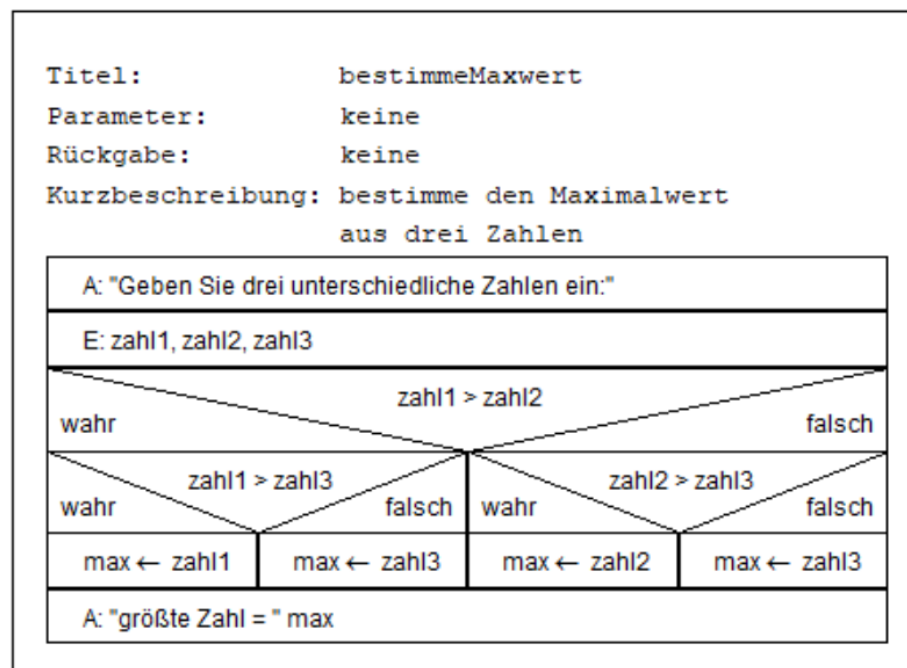 Titel: bestimmeMaxwert
Parameter: keine
Rückgabe: keine
Kurzbeschreibung: bestimme den Maximalwert
aus drei Zahlen
A: "Geben Sie drei unterschiedliche Zahlen ein:"
E: zahl1, zahl2, zahl3
zahl1 > zahl2
wahr falsch
zahl1 > zahl3 zahl2 > zahl3
wahr falsch wahr falsch
max ← zahl1 max ← zahl3 max ← zahl2 max ← zahl3
A: "größte Zahl = " max